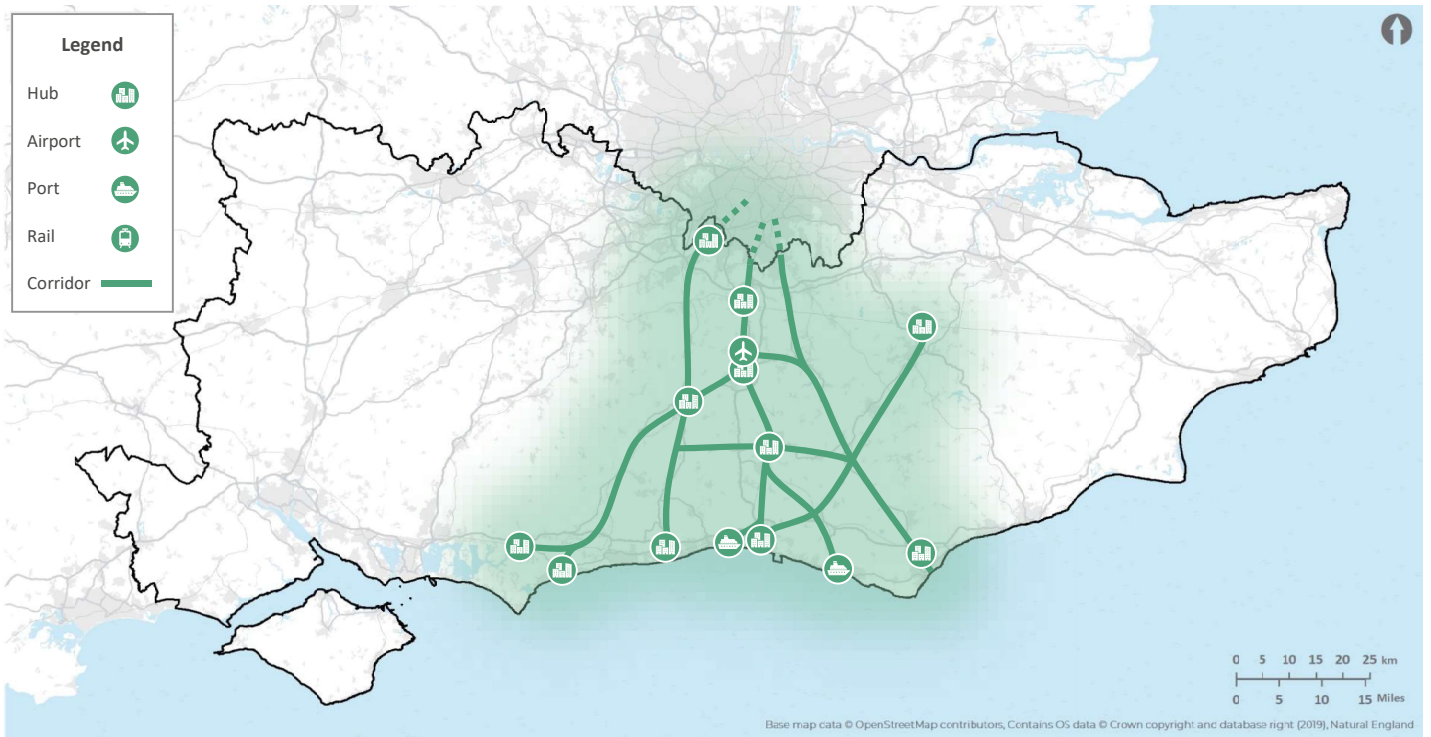 Legend
Hub
Airport
Port
Rail
Corridor
0 5 10 15 20 25 km
0 5 10 15 Miles
Base map cata © OpenStreetMap contributors, Contains OS data © Crown copyright and database right (2019), Natural England